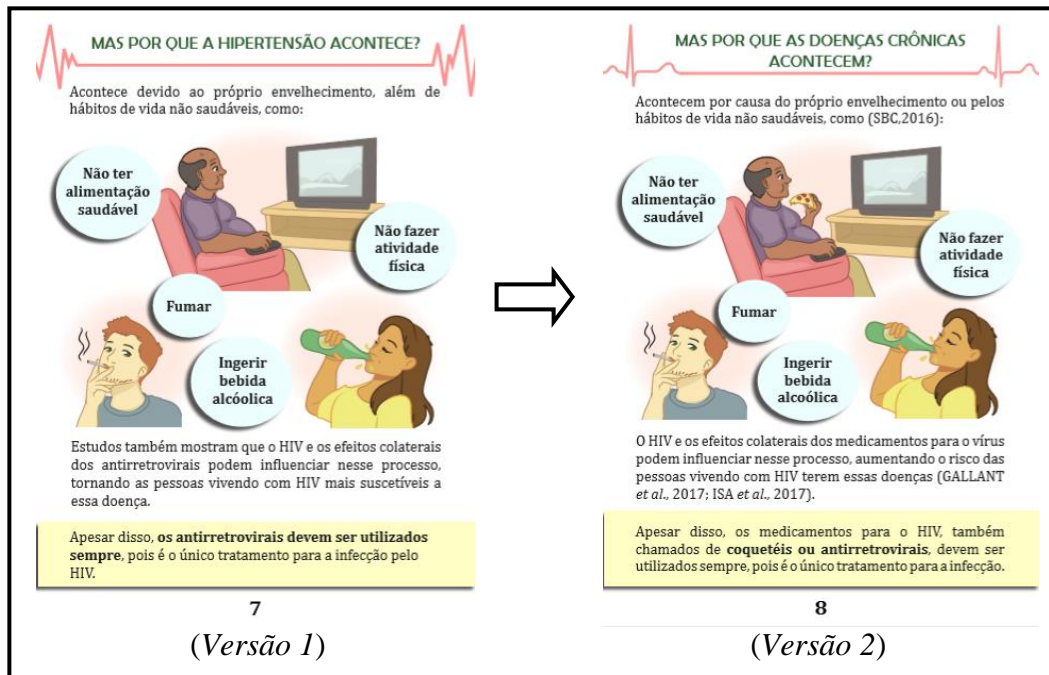 MAS POR QUE A HIPERTENSÃO ACONTECE?
Acontece devido ao próprio envelhecimento, além de
hábitos de vida não saudáveis, como:
Não ter
alimentação
saudável
Não fazer
atividade
física
Fumar
Ingerir
bebida
alcóolica
Estudos também mostram que o HIV e os efeitos colaterais
dos antirretrovirais podem influenciar nesse processo,
tornando as pessoas vivendo com HIV mais suscetíveis a
essa doença.
Apesar disso, os antirretrovirais devem ser utilizados
sempre, pois é o único tratamento para a infecção pelo
HIV.
7
(Versão 1)
MAS POR QUE AS DOENÇAS CRÔNICAS
ACONTECEM?
Acontecem por causa do próprio envelhecimento ou pelos
hábitos de vida não saudáveis, como (SBC,2016):
Não ter
alimentação
saudável
Não fazer
atividade
física
Fumar
Ingerir
bebida
alcoólica
O HIV e os efeitos colaterais dos medicamentos para o vírus
podem influenciar nesse processo, aumentando o risco das
pessoas vivendo com HIV terem essas doenças (GALLANT
et al., 2017; ISA et al., 2017).
Apesar disso, os medicamentos para o HIV, também
chamados de coquetéis ou antirretrovirais, devem ser
utilizados sempre, pois é o único tratamento para a infecção.
8
(Versão 2)